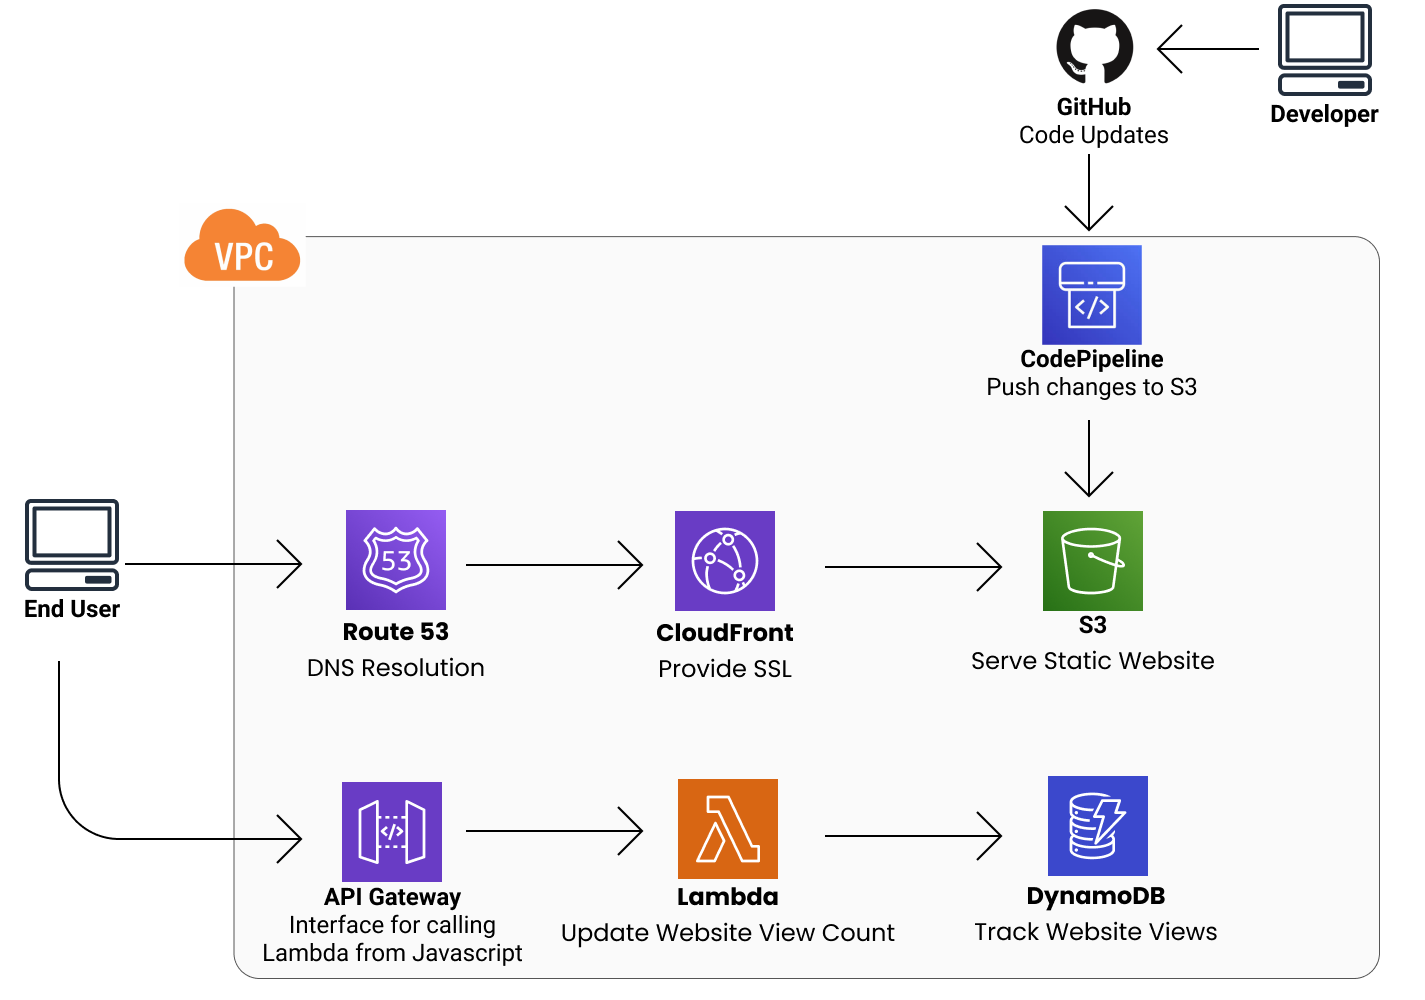 GitHub
Code Updates
Developer
VPC
</>
CodePipeline
Push changes to S3
End User
53
Route 53
DNS Resolution
CloudFront
Provide SSL
S3
Serve Static Website
</>
API Gateway
Interface for calling
Lambda from Javascript
Lambda
Update Website View Count
DynamoDB
Track Website Views